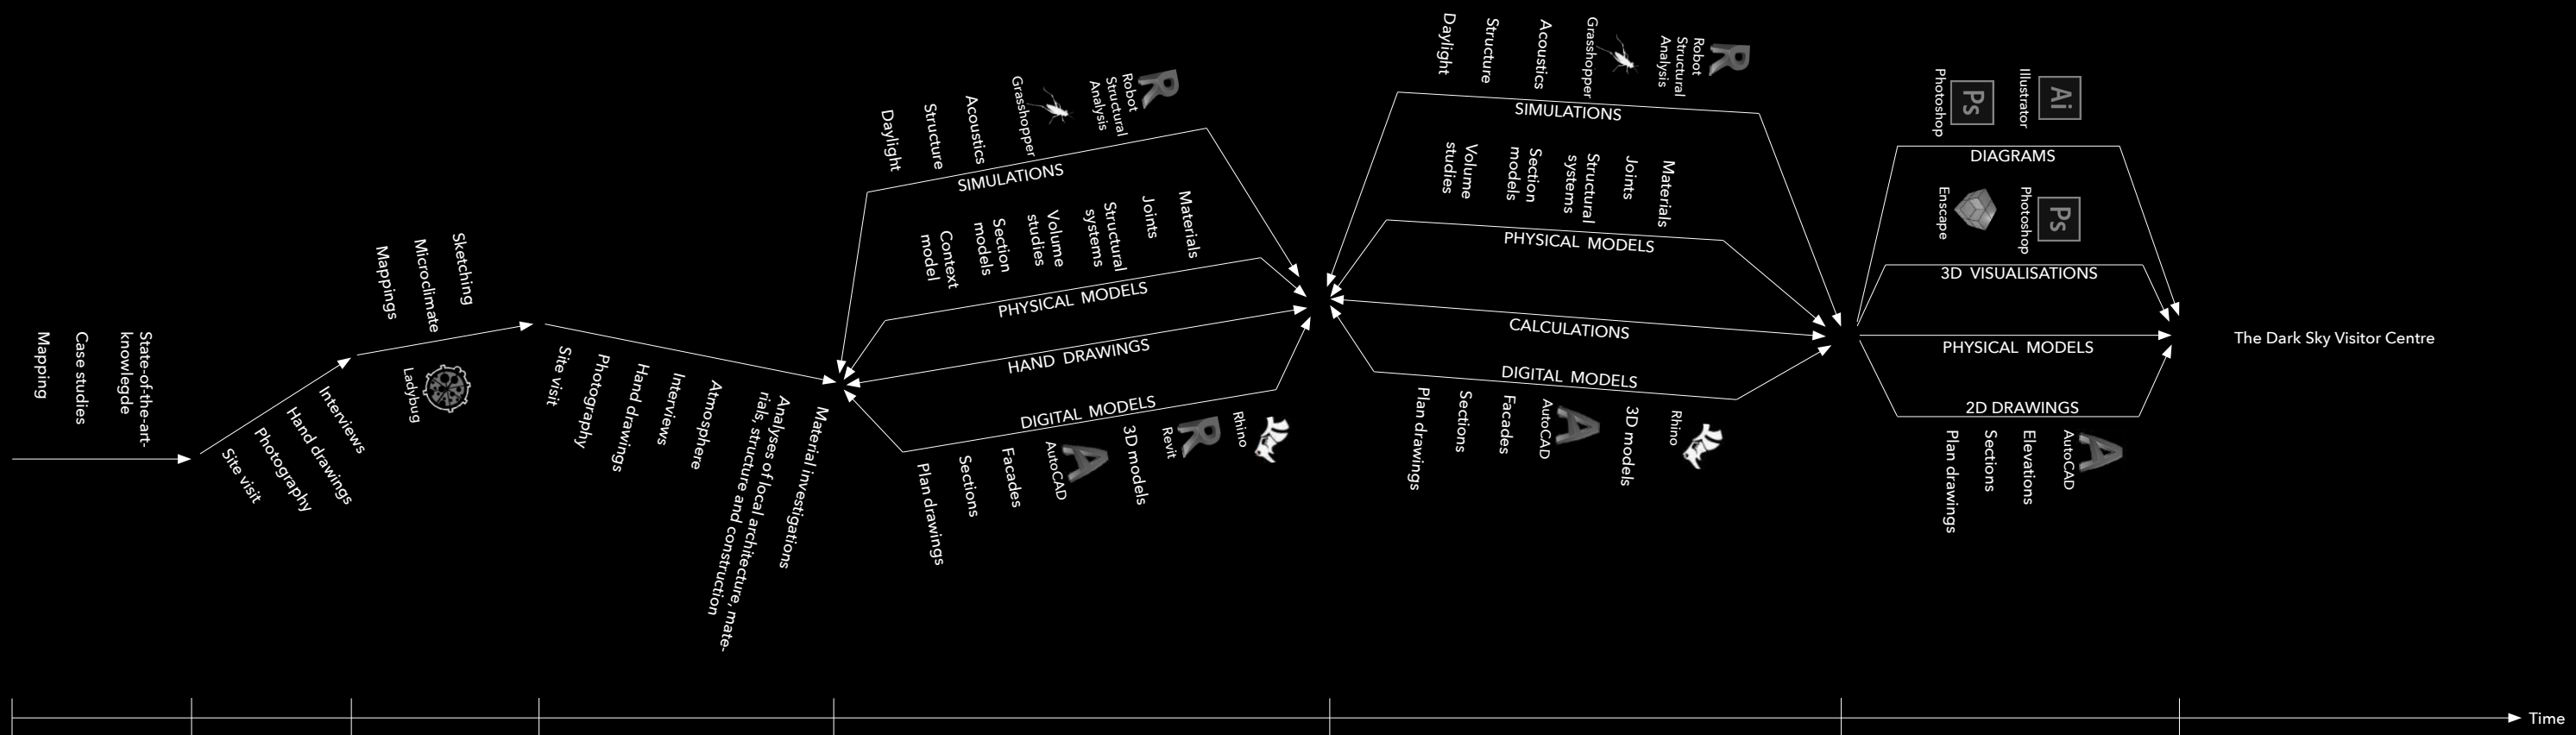 Mapping
Case studies
State-of-the-art-
knowlegde
Site visit
Photography
Hand drawings
Interviews
Mappings
Microclimate
Sketching
Ladybug
Site visit
Photography
Hand drawings
Interviews
Atmosphere
Analyses of local architecture, mate-
rials, structure and construction
Material investigations
Daylight
Structure
Acoustics
Grasshopper
Robot
Structural
Analysis
R
SIMULATIONS
Context
model
Section
models
Volume
studies
Structural
systems
Joints
Materials
PHYSICAL MODELS
HAND DRAWINGS
DIGITAL MODELS
Plan drawings
Sections
Facades
AutoCAD
A
3D models
Revit
R
Rhino
Daylight
Structure
Acoustics
Grasshopper
Robot
Structural
Analysis
R
SIMULATIONS
Volume
studies
Section
models
Structural
systems
Joints
Materials
PHYSICAL MODELS
CALCULATIONS
DIGITAL MODELS
Plan drawings
Sections
Facades
AutoCAD
A
3D models
Rhino
Photoshop
Ps
Illustrator
Ai
DIAGRAMS
Enscape
Photoshop
Ps
3D VISUALISATIONS
PHYSICAL MODELS
2D DRAWINGS
Plan drawings
Sections
Elevations
AutoCAD
A
The Dark Sky Visitor Centre
Time